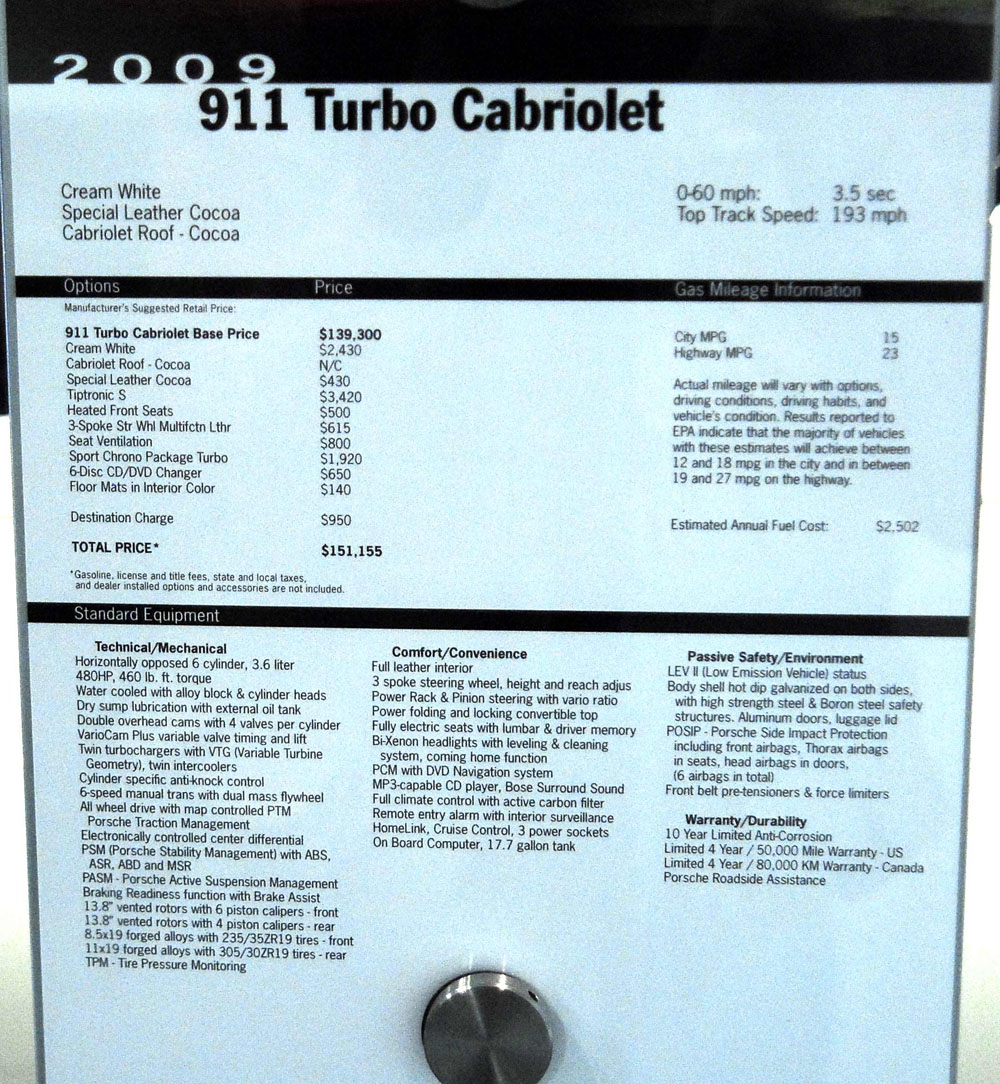 2009
911 Turbo Cabriolet
Cream White
Special Leather Cocoa
Cabriolet Roof - Cocoa
0-60 mph: 3.5 sec
Top Track Speed: 193 mph
Options Price
Manufacturer's Suggested Retail Price:
911 Turbo Cabriolet Base Price $139,300
Cream White $2,430
Cabriolet Roof - Cocoa N/C
Special Leather Cocoa $430
Tiptronic S $3,420
Heated Front Seats $500
3-Spoke Str Whl Multifctn Lthr $615
Seat Ventilation $800
Sport Chrono Package Turbo $1,920
6-Disc CD/DVD Changer $650
Floor Mats in Interior Color $140
Destination Charge $950
TOTAL PRICE* $151,155
*Gasoline, license and title fees, state and local taxes,
and dealer installed options and accessories are not included.
Gas Mileage Information
City MPG 15
Highway MPG 23
Actual mileage will vary with options,
driving conditions, driving habits, and
vehicle's condition. Results reported to
EPA indicate that the majority of vehicles
with these estimates will achieve between
12 and 18 mpg in the city and in between
19 and 27 mpg on the highway.
Estimated Annual Fuel Cost: $2,502
Standard Equipment
Technical/Mechanical
Horizontally opposed 6 cylinder, 3.6 liter
480HP, 460 lb. ft. torque
Water cooled with alloy block & cylinder heads
Dry sump lubrication with external oil tank
Double overhead cams with 4 valves per cylinder
VarioCam Plus variable valve timing and lift
Twin turbochargers with VTG (Variable Turbine
Geometry), twin intercoolers
Cylinder specific anti-knock control
6-speed manual trans with dual mass flywheel
All wheel drive with map controlled PTM
Porsche Traction Management
Electronically controlled center differential
PSM (Porsche Stability Management) with ABS,
ASR, ABD and MSR
PASM - Porsche Active Suspension Management
Braking Readiness function with Brake Assist
13.8" vented rotors with 6 piston calipers - front
13.8" vented rotors with 4 piston calipers - rear
8.5x19 forged alloys with 235/35ZR19 tires - front
11x19 forged alloys with 305/30ZR19 tires - rear
TPM - Tire Pressure Monitoring
Comfort/Convenience
Full leather interior
3 spoke steering wheel, height and reach adjus
Power Rack & Pinion steering with vario ratio
Power folding and locking convertible top
Fully electric seats with lumbar & driver memory
Bi-Xenon headlights with leveling & cleaning
system, coming home function
PCM with DVD Navigation system
MP3-capable CD player, Bose Surround Sound
Full climate control with active carbon filter
Remote entry alarm with interior surveillance
HomeLink, Cruise Control, 3 power sockets
On Board Computer, 17.7 gallon tank
Passive Safety/Environment
LEV II (Low Emission Vehicle) status
Body shell hot dip galvanized on both sides,
with high strength steel & Boron steel safety
structures. Aluminum doors, luggage lid
POSIP - Porsche Side Impact Protection
including front airbags, Thorax airbags
in seats, head airbags in doors,
(6 airbags in total)
Front belt pre-tensioners & force limiters
Warranty/Durability
10 Year Limited Anti-Corrosion
Limited 4 Year / 50,000 Mile Warranty - US
Limited 4 Year / 80,000 KM Warranty - Canada
Porsche Roadside Assistance